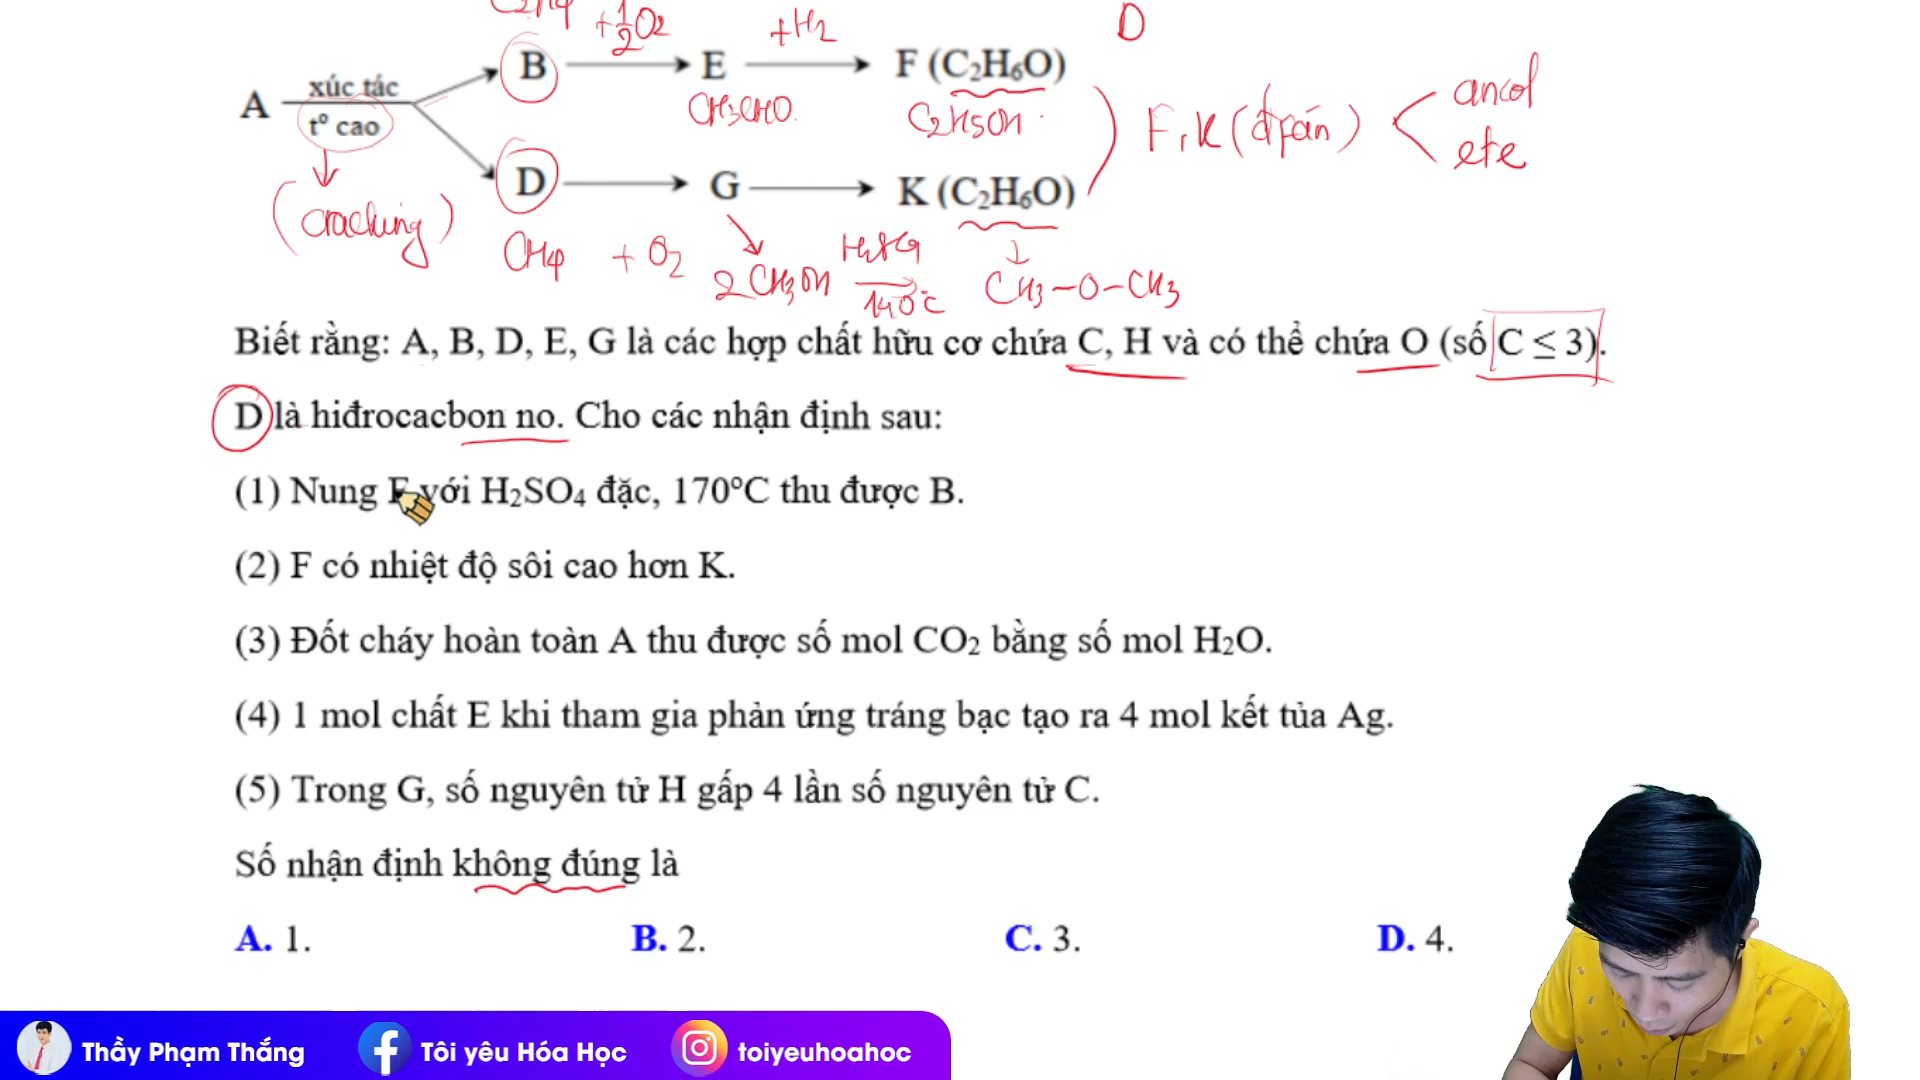 C2H4 +1/2O2 +H2 D
A xúc tác B E F (C₂H₆O)
t° cao CH3CHO C2H5OH F, K (đphân) ancol
ete
D G K (C₂H₆O)
(cracking) CH4 + O2 2CH3OH H2SO4 140°C CH3-O-CH3
Biết rằng: A, B, D, E, G là các hợp chất hữu cơ chứa C, H và có thể chứa O (số C ≤ 3).
D là hiđrocacbon no. Cho các nhận định sau:
(1) Nung F với H₂SO₄ đặc, 170°C thu được B.
(2) F có nhiệt độ sôi cao hơn K.
(3) Đốt cháy hoàn toàn A thu được số mol CO₂ bằng số mol H₂O.
(4) 1 mol chất E khi tham gia phản ứng tráng bạc tạo ra 4 mol kết tủa Ag.
(5) Trong G, số nguyên tử H gấp 4 lần số nguyên tử C.
Số nhận định không đúng là
A. 1. B. 2. C. 3. D. 4.
Thầy Phạm Thắng Tôi yêu Hóa Học toiyeuhoahoc